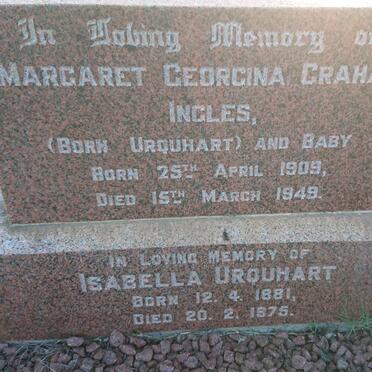 In Loving Memory o
MARGARET GEORGINA GRAHA
INGLES,
(BORN URQUHART) AND BABY
BORN 25TH APRIL 1909,
DIED 15TH MARCH 1949.
IN LOVING MEMORY OF
ISABELLA URQUHART
BORN 12. 4. 1881,
DIED 20. 2. 1975.